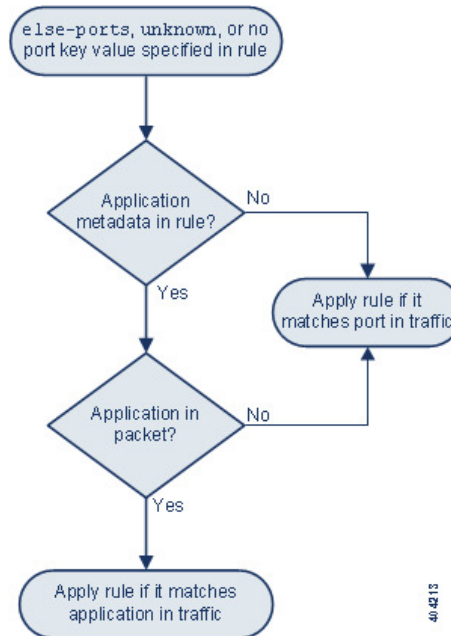 else-ports, unknown, or no
port key value specified in rule
Application
metadata in rule?
No
Yes
Apply rule if it
matches port in traffic
Application in
packet?
No
Yes
Apply rule if it matches
application in traffic
404213